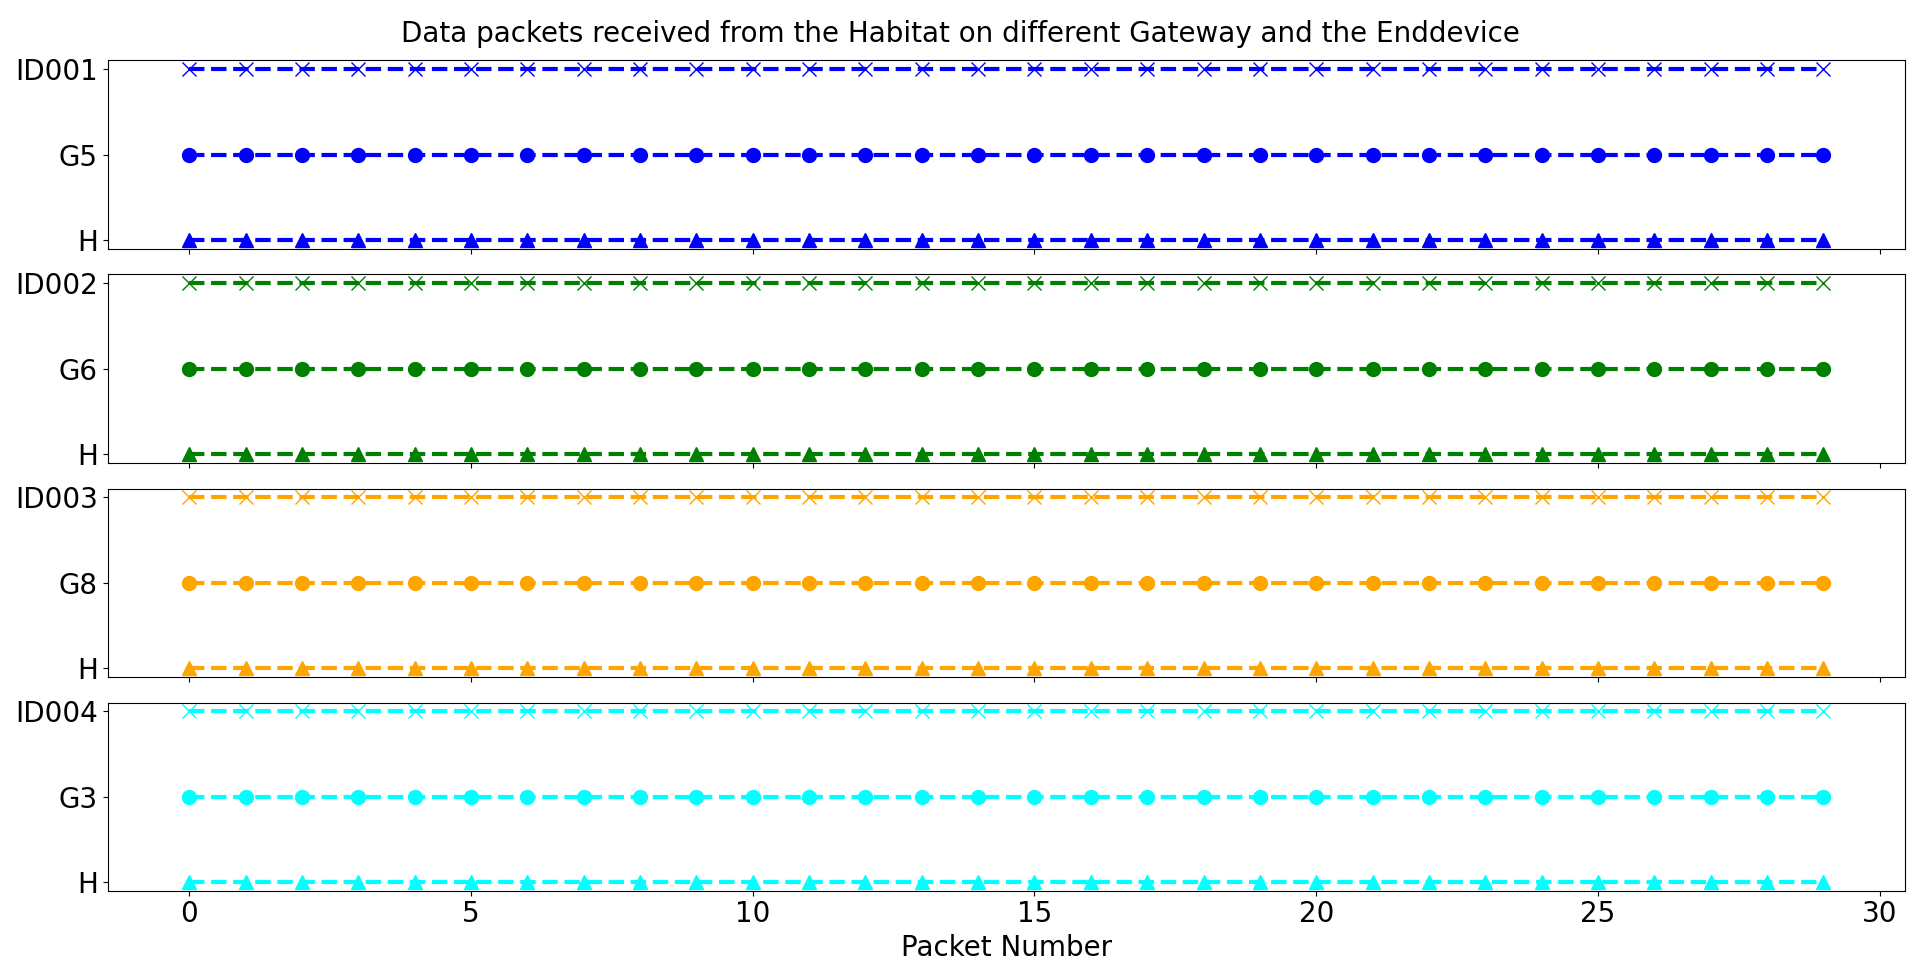 Data packets received from the Habitat on different Gateway and the Enddevice
ID001
G5
H
ID002
G6
H
ID003
G8
H
ID004
G3
H
0 5 10 15 20 25 30
Packet Number